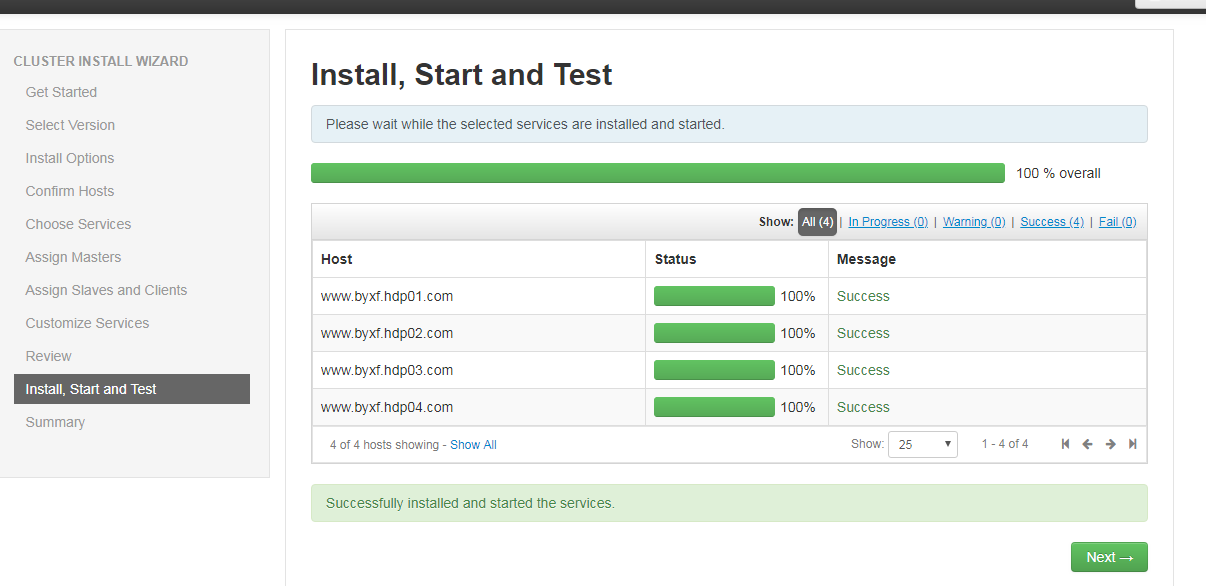 CLUSTER INSTALL WIZARD
Get Started
Select Version
Install Options
Confirm Hosts
Choose Services
Assign Masters
Assign Slaves and Clients
Customize Services
Review
Install, Start and Test
Summary
Install, Start and Test
Please wait while the selected services are installed and started.
100 % overall
Show: All (4) | In Progress (0) | Warning (0) | Success (4) | Fail (0)
Host Status Message
www.byxf.hdp01.com 100% Success
www.byxf.hdp02.com 100% Success
www.byxf.hdp03.com 100% Success
www.byxf.hdp04.com 100% Success
4 of 4 hosts showing - Show All Show: 25 1 - 4 of 4
Successfully installed and started the services.
Next →